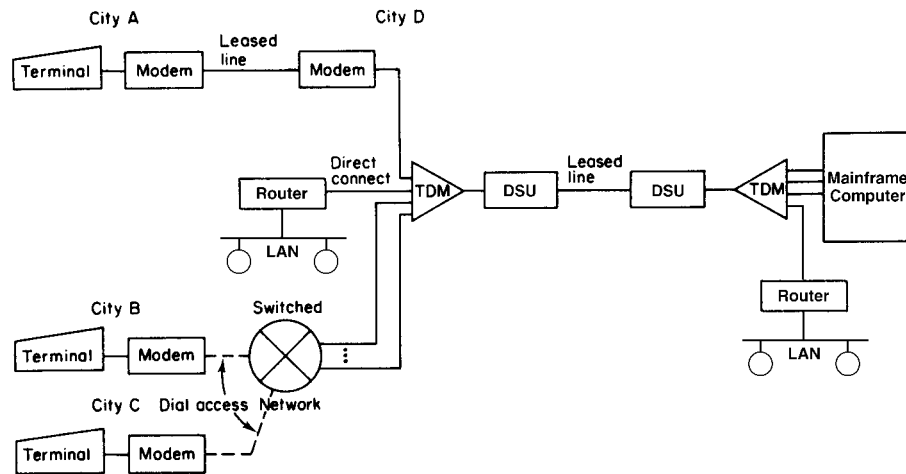 City A
City D
Leased
line
Terminal
Modem
Modem
Direct
connect
Router
TDM
DSU
Leased
line
DSU
TDM
Mainframe
Computer
LAN
Router
LAN
City B
Switched
Terminal
Modem
City C
Dial access
Network
Terminal
Modem